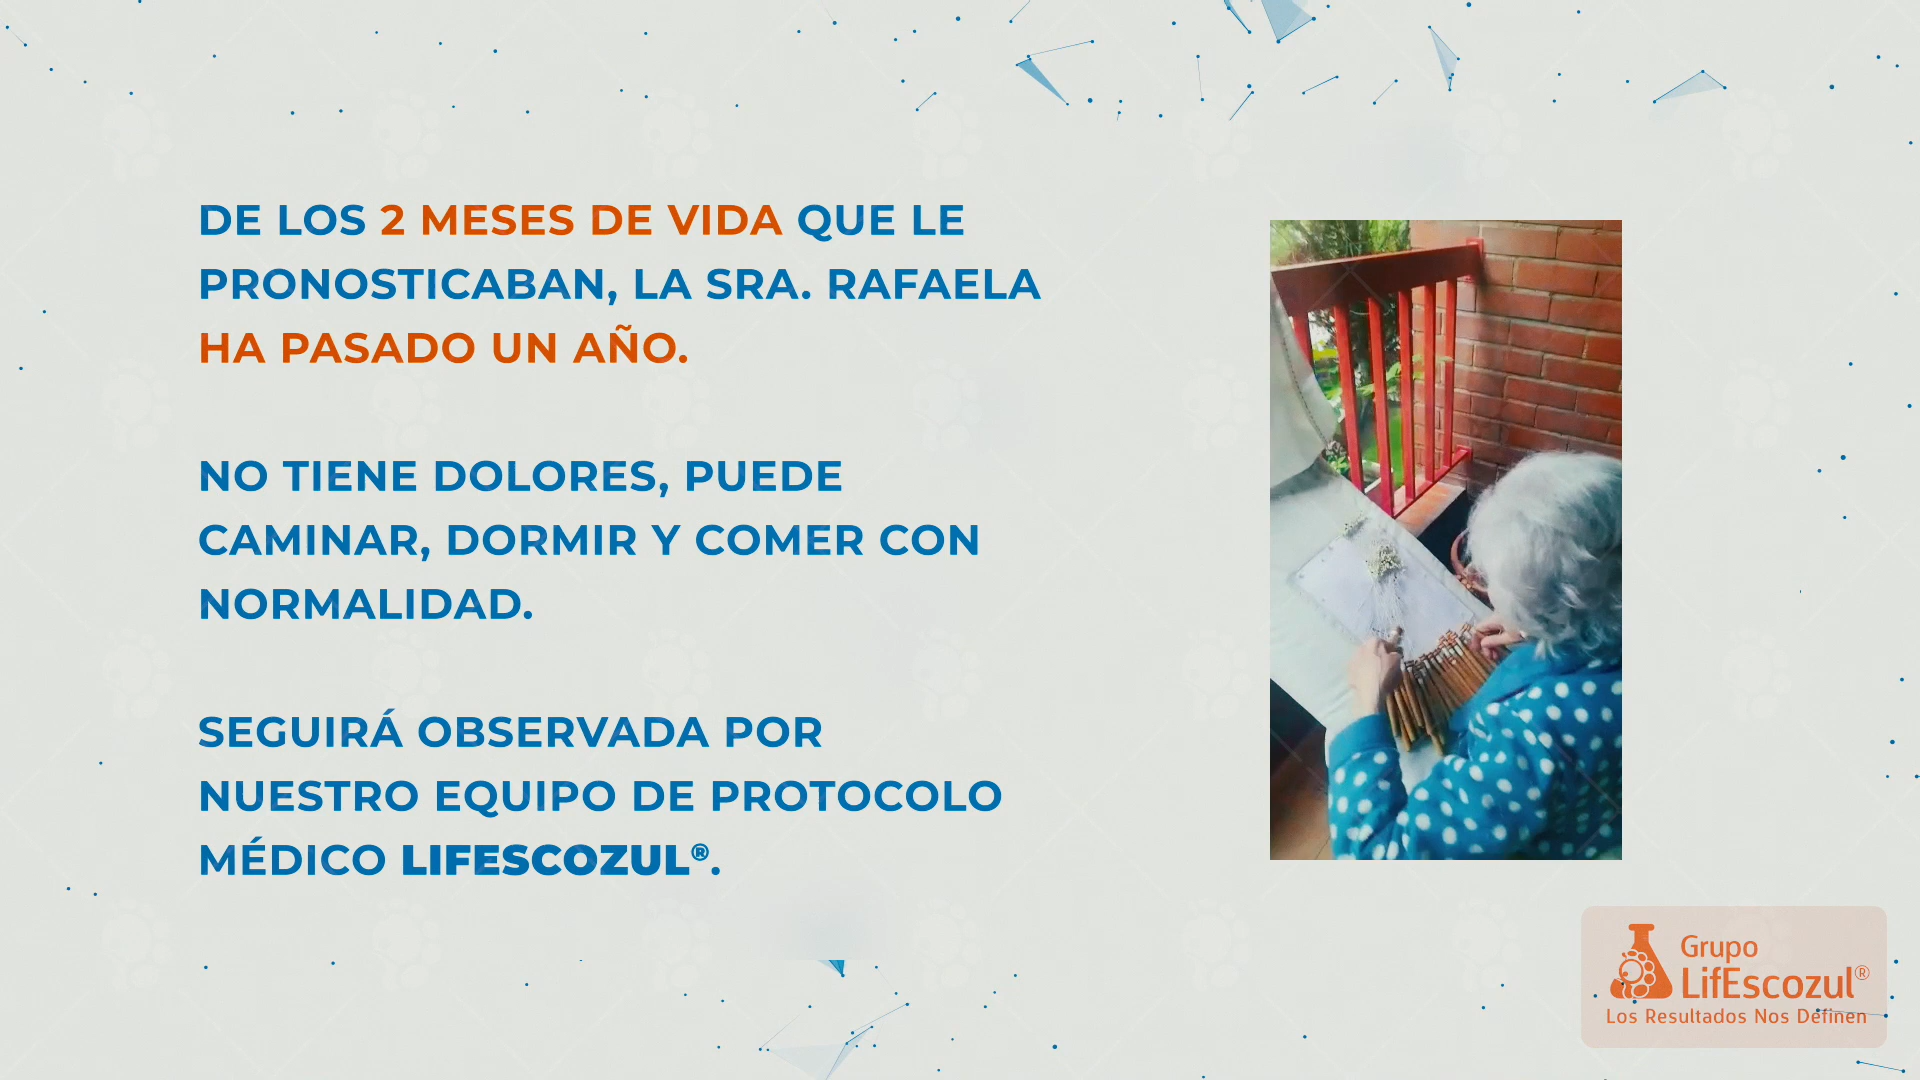 DE LOS 2 MESES DE VIDA QUE LE
PRONOSTICABAN, LA SRA. RAFAELA
HA PASADO UN AÑO.
NO TIENE DOLORES, PUEDE
CAMINAR, DORMIR Y COMER CON
NORMALIDAD.
SEGUIRÁ OBSERVADA POR
NUESTRO EQUIPO DE PROTOCOLO
MÉDICO LIFESCOZUL®.
Grupo
LifEscozul®
Los Resultados Nos Definen